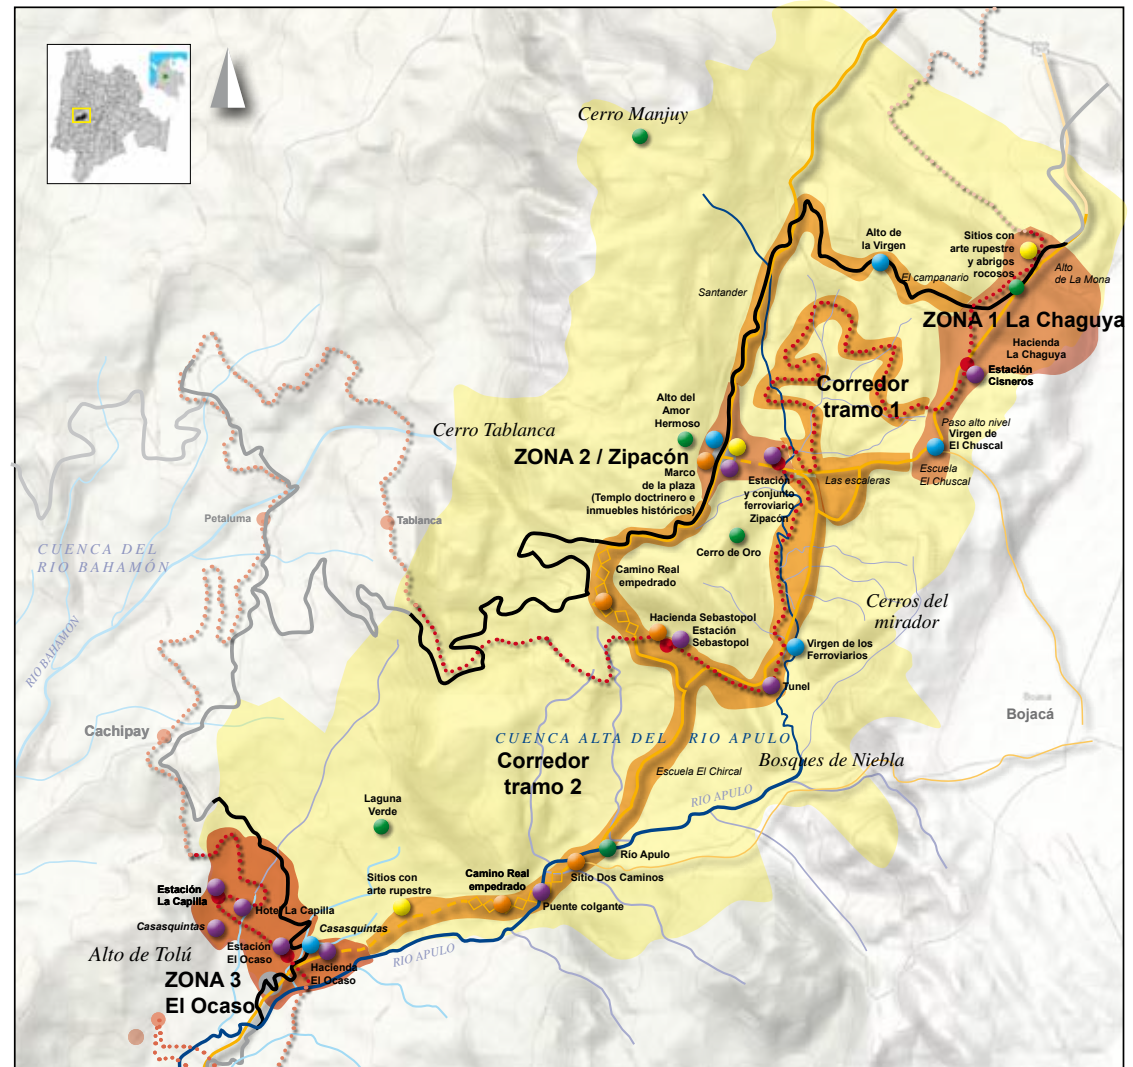 Cerro Manjuy
Alto de
la Virgen
Sitios con
arte rupestre
y abrigos
rocosos
El campanario
Alto
de La Mona
Santander
ZONA 1 La Chaguya
Hacienda
La Chaguya
Estación
Cisneros
Corredor
tramo 1
Alto del
Amor
Hermoso
Paso alto nivel
Virgen de
El Chuscal
Cerro Tablanca
ZONA 2 / Zipacón
Marco
de la plaza
(Templo doctrinero e
inmuebles históricos)
Estación
y conjunto
ferroviario
Zipacón
Las escaleras
Escuela
El Chuscal
Petaluma
Tablanca
CUENCA DEL
RIO BAHAMÓN
Cerro de Oro
Camino Real
empedrado
Cerros del
mirador
Hacienda Sebastopol
Estación
Sebastopol
Virgen de los
Ferroviarios
RIO BAHAMON
Tunel
Bojacá
Cachipay
CUENCA ALTA DEL RIO APULO
Corredor
tramo 2
Escuela El Chircal
Bosques de Niebla
RIO APULO
Laguna
Verde
Río Apulo
Sitios con
arte rupestre
Camino Real
empedrado
Sitio Dos Caminos
Puente colgante
Estación
La Capilla
Hotel La Capilla
Casasquintas
Casasquintas
Alto de Tolú
Estación
El Ocaso
Hacienda
El Ocaso
RIO APULO
ZONA 3
El Ocaso